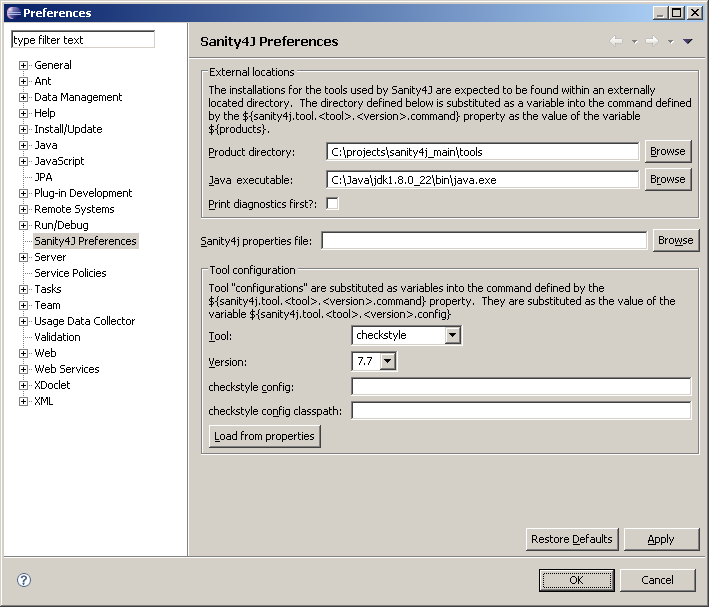 Preferences
type filter text
General
Ant
Data Management
Help
Install/Update
Java
JavaScript
JPA
Plug-in Development
Remote Systems
Run/Debug
Sanity4J Preferences
Server
Service Policies
Tasks
Team
Usage Data Collector
Validation
Web
Web Services
XDoclet
XML
Sanity4J Preferences
External locations
The installations for the tools used by Sanity4J are expected to be found within an externally
located directory. The directory defined below is substituted as a variable into the command defined
by the ${sanity4j.tool.<tool>.<version>.command} property as the value of the variable
${products}.
Product directory: C:\projects\sanity4j_main\tools Browse
Java executable: C:\Java\jdk1.8.0_22\bin\java.exe Browse
Print diagnostics first?:
Sanity4j properties file: Browse
Tool configuration
Tool "configurations" are substituted as variables into the command defined by the
${sanity4j.tool.<tool>.<version>.command} property. They are substituted as the value of the
variable ${sanity4j.tool.<tool>.<version>.config}
Tool: checkstyle
Version: 7.7
checkstyle config:
checkstyle config classpath:
Load from properties
Restore Defaults Apply
? OK Cancel